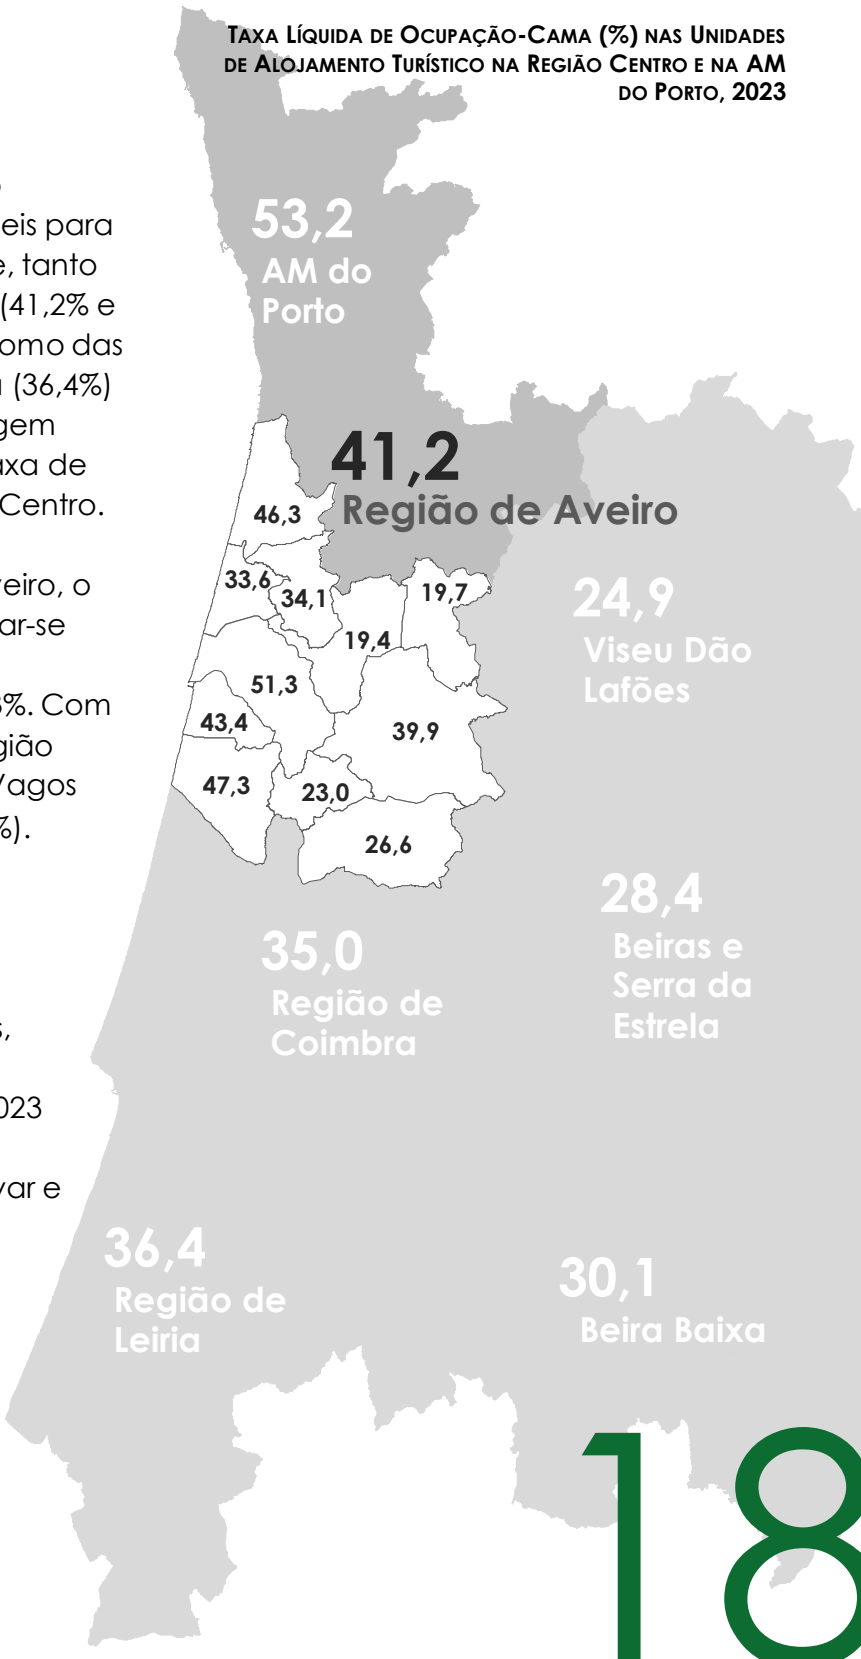 TAXA LÍQUIDA DE OCUPAÇÃO-CAMA (%) NAS UNIDADES
DE ALOJAMENTO TURÍSTICO NA REGIÃO CENTRO E NA AM
DO PORTO, 2023
eis para
e, tanto
(41,2% e
omo das
(36,4%)
gem
axa de
Centro.
veiro, o
ar-se
3%. Com
gião
Vagos
%).
s,
023
var e
53,2
AM do
Porto
41,2
Região de Aveiro
46,3
33,6
34,1
19,7
19,4
51,3
43,4
39,9
47,3
23,0
26,6
24,9
Viseu Dão
Lafões
28,4
Beiras e
Serra da
Estrela
35,0
Região de
Coimbra
36,4
Região de
Leiria
30,1
Beira Baixa
18